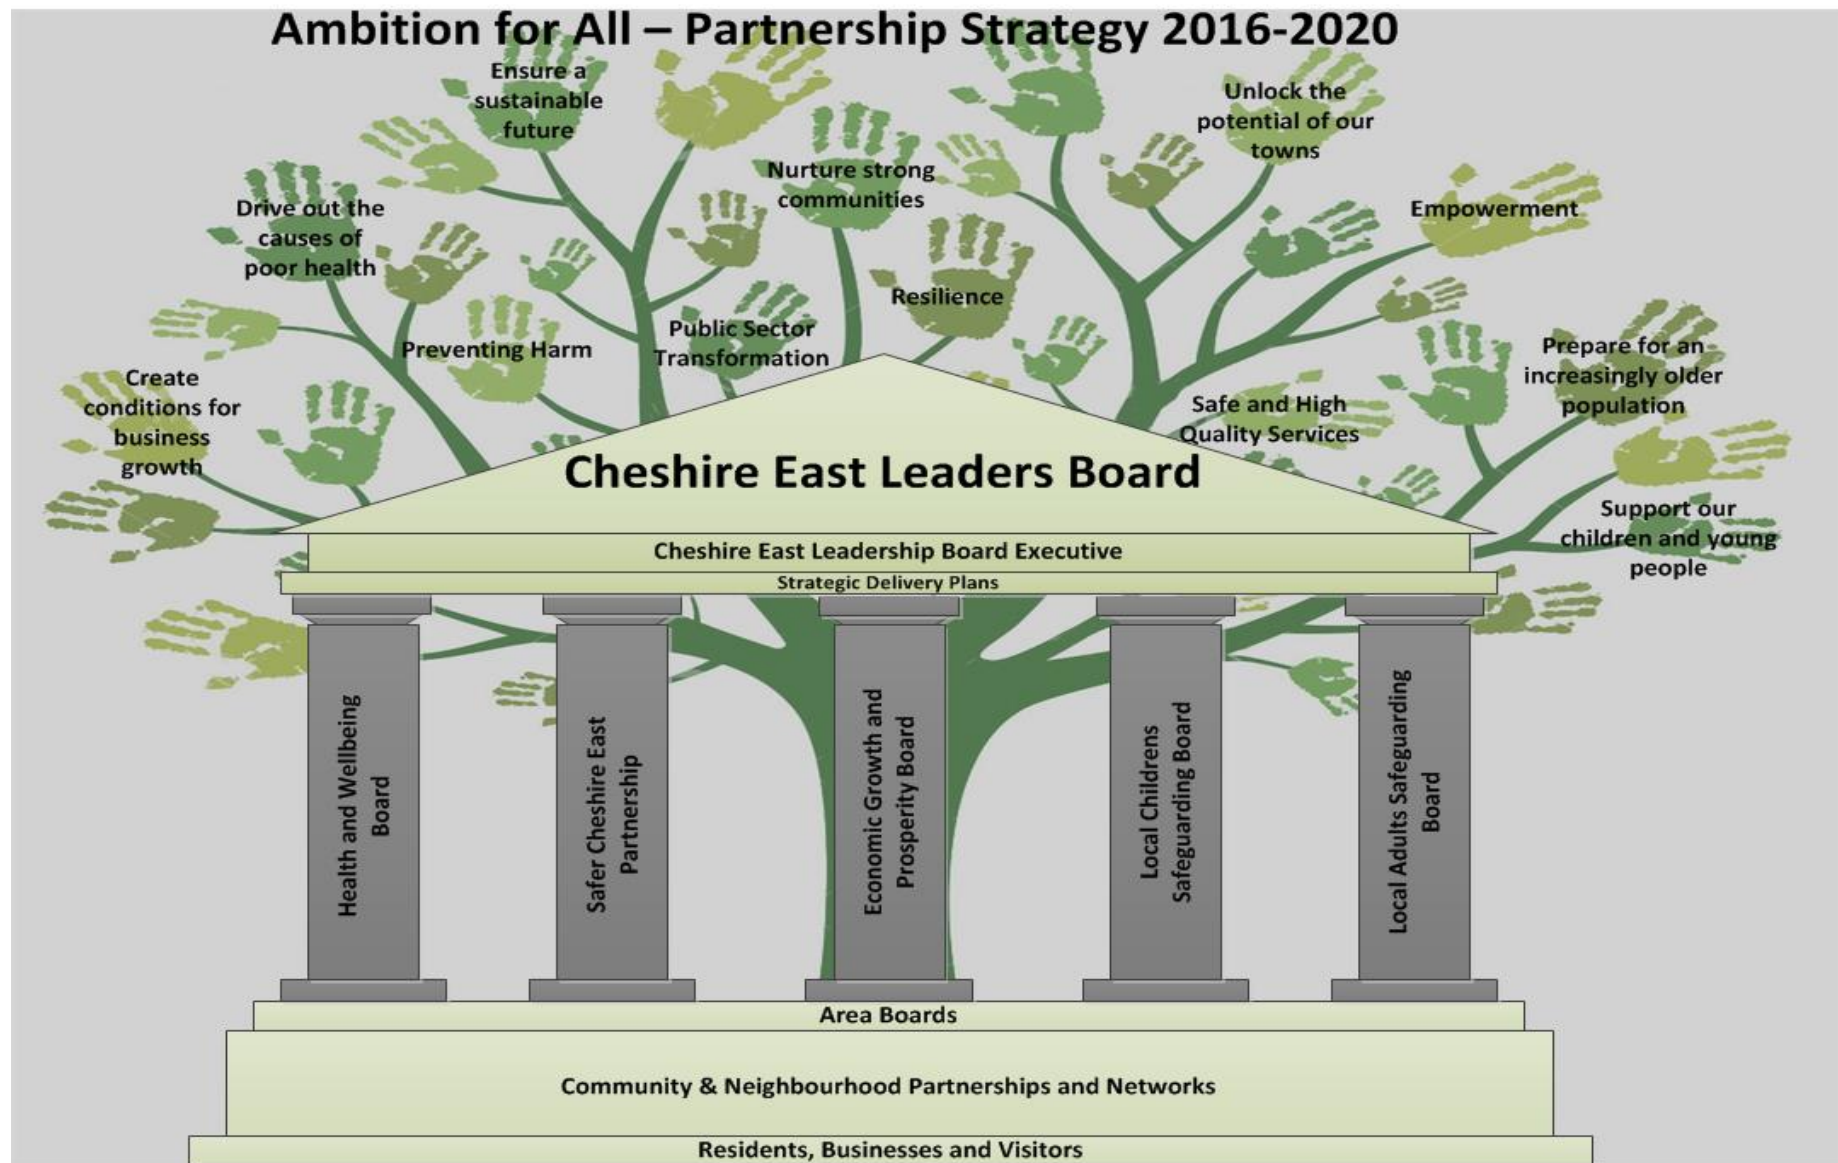 Ambition for All – Partnership Strategy 2016-2020
Ensure a
sustainable
future
Unlock the
potential of our
towns
Nurture strong
communities
Drive out the
causes of
poor health
Empowerment
Resilience
Public Sector
Transformation
Preventing Harm
Prepare for an
increasingly older
population
Create
conditions for
business
growth
Safe and High
Quality Services
Support our
children and young
people
Cheshire East Leaders Board
Cheshire East Leadership Board Executive
Strategic Delivery Plans
Health and Wellbeing
Board
Safer Cheshire East
Partnership
Economic Growth and
Prosperity Board
Local Childrens
Safeguarding Board
Local Adults Safeguarding
Board
Area Boards
Community & Neighbourhood Partnerships and Networks
Residents, Businesses and Visitors